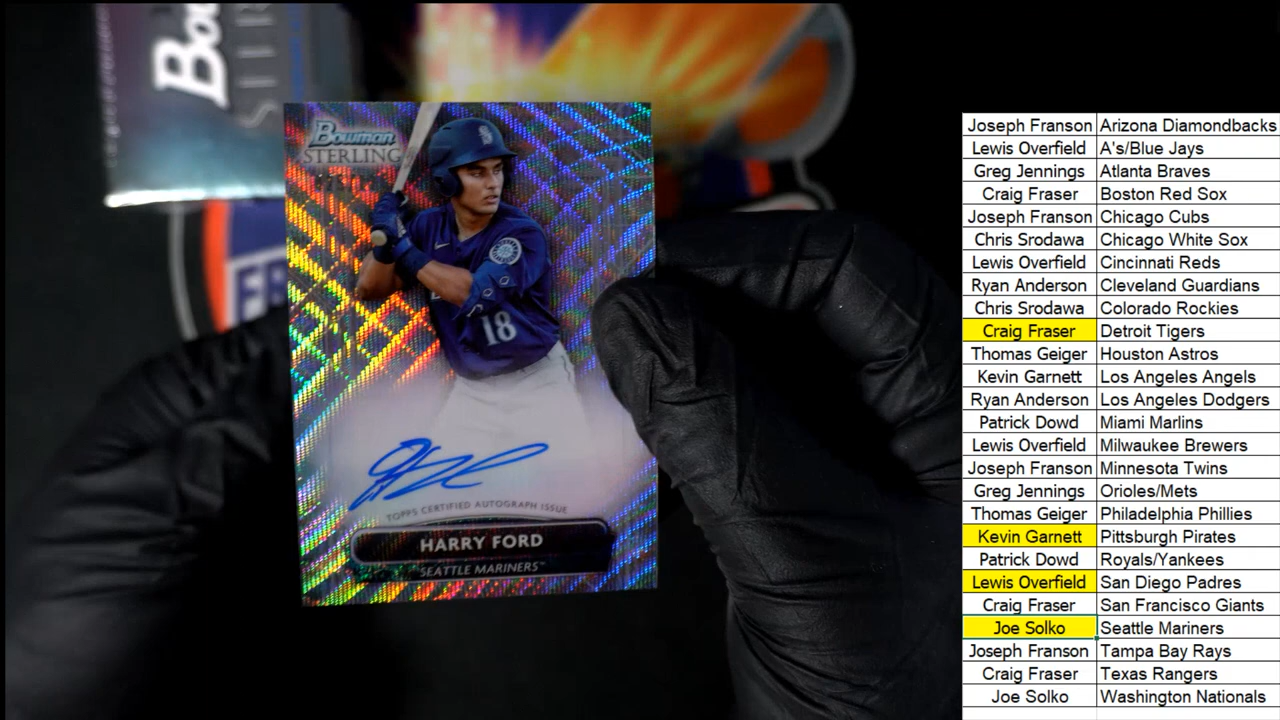 Bo
FR
Bowman
STERLING
18
TOPPS CERTIFIED AUTOGRAPH ISSUE
HARRY FORD
SEATTLE MARINERS
Joseph Franson Arizona Diamondbacks
Lewis Overfield A's/Blue Jays
Greg Jennings Atlanta Braves
Craig Fraser Boston Red Sox
Joseph Franson Chicago Cubs
Chris Srodawa Chicago White Sox
Lewis Overfield Cincinnati Reds
Ryan Anderson Cleveland Guardians
Chris Srodawa Colorado Rockies
Craig Fraser Detroit Tigers
Thomas Geiger Houston Astros
Kevin Garnett Los Angeles Angels
Ryan Anderson Los Angeles Dodgers
Patrick Dowd Miami Marlins
Lewis Overfield Milwaukee Brewers
Joseph Franson Minnesota Twins
Greg Jennings Orioles/Mets
Thomas Geiger Philadelphia Phillies
Kevin Garnett Pittsburgh Pirates
Patrick Dowd Royals/Yankees
Lewis Overfield San Diego Padres
Craig Fraser San Francisco Giants
Joe Solko Seattle Mariners
Joseph Franson Tampa Bay Rays
Craig Fraser Texas Rangers
Joe Solko Washington Nationals